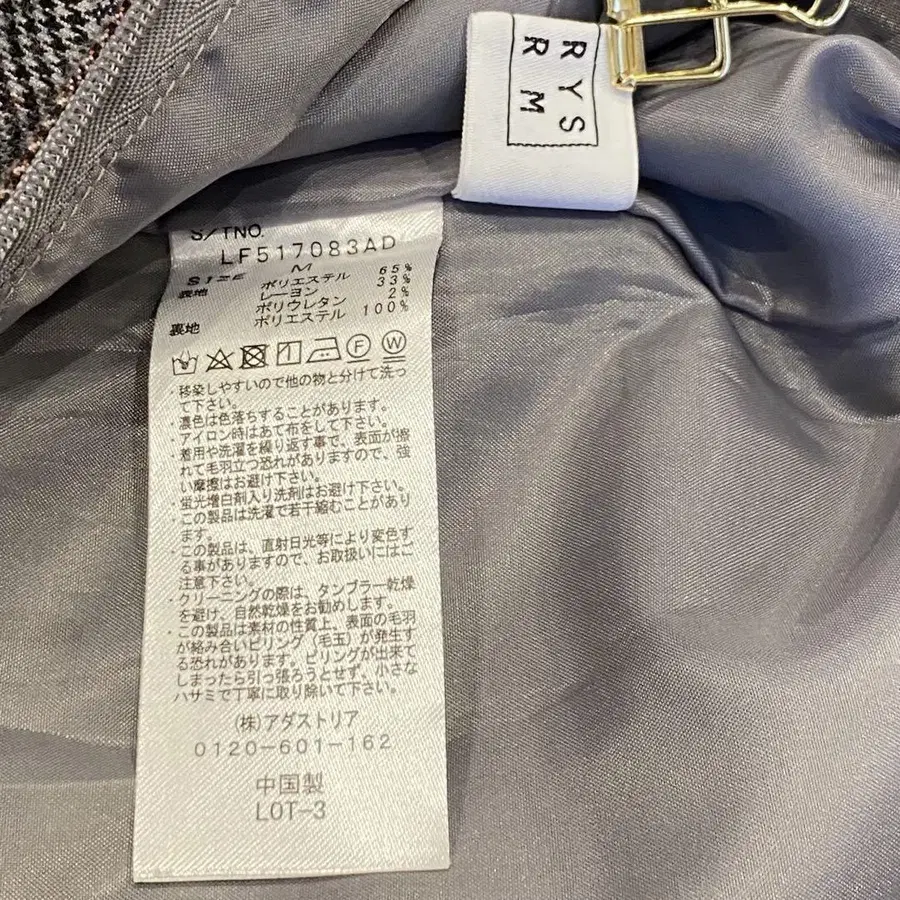 RYS
RM
S/TNO.
LF517083AD
SIZE M
表地 ポリエステル 65%
レーヨン 33%
ポリウレタン 2%
裏地 ポリエステル 100%
F W
・移染しやすいので他の物と分けて洗っ
て下さい。
・濃色は色落ちすることがあります。
・アイロン時はあて布をして下さい。
・着用や洗濯を繰り返す事で、表面が擦
れて毛羽立つ恐れがありますので、強
い摩擦はお避け下さい。
・蛍光増白剤入り洗剤はお避け下さい。
・この製品は洗濯で若干縮むことがあり
ます。
・この製品は、直射日光等により変色す
る事がありますので、お取扱いにはご
注意下さい。
・クリーニングの際は、タンブラー乾燥
を避け、自然乾燥をお勧めします。
・この製品は素材の性質上、表面の毛羽
が絡み合いピリング（毛玉）が発生す
る恐れがあります。ピリングが出来て
しまったら引っ張ろうとせず、小さな
ハサミで丁寧に取り除いて下さい。
(株)アダストリア
0120-601-162
中国製
LOT-3